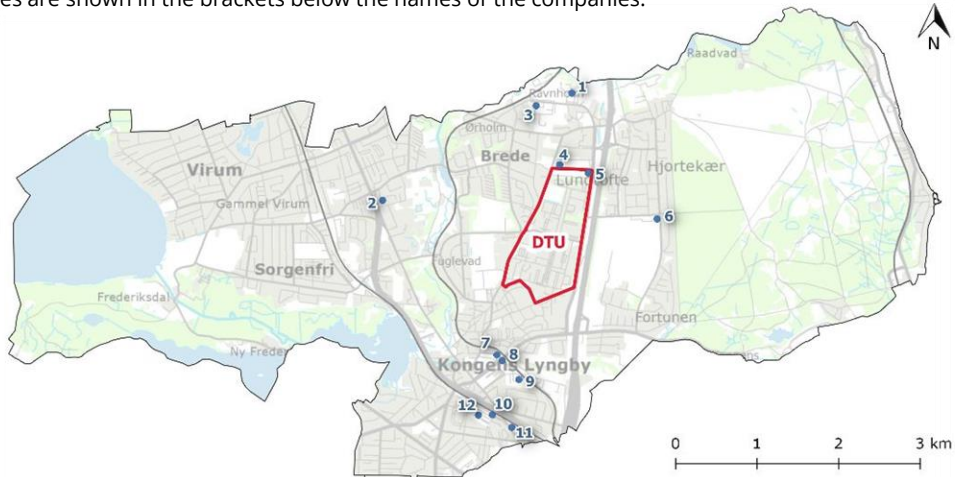 es are shown in the brackets below the names of the companies.
N
Raadvad
1
Ravnho
3
Ørholm
Brede
4
Hjortekær
Virum
Lundtofte
5
2
Gammel Virum
6
DTU
Fuglevad
Sorgenfri
Frederiksdal
Fortunen
7
Ny Freder
8
Kongens Lyngby
9
12
10
11
0
1
2
3 km